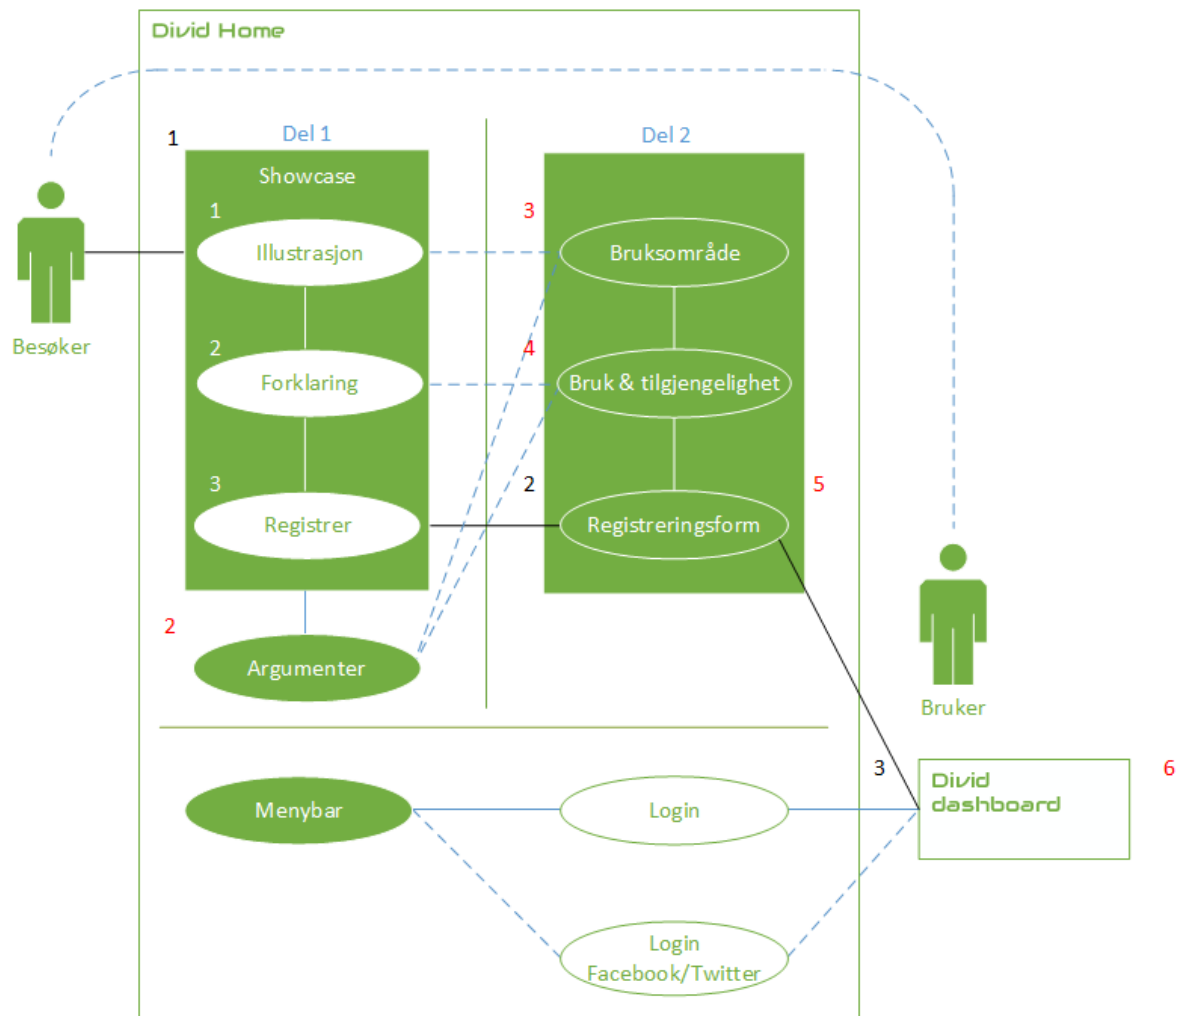 Divid Home
1
Del 1
Del 2
Showcase
1
3
Illustrasjon
Bruksområde
Besøker
2
4
Forklaring
Bruk & tilgjengelighet
3
2
5
Registrer
Registreringsform
2
Argumenter
Bruker
3
6
Divid
dashboard
Menybar
Login
Login
Facebook/Twitter